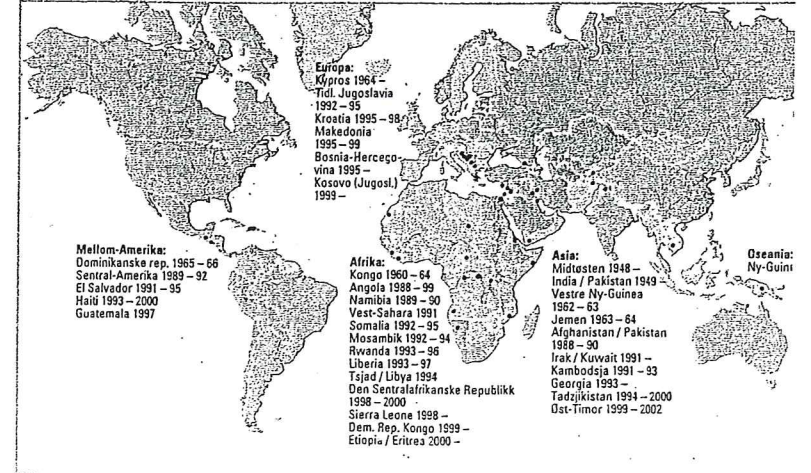 Europa:
Kypros 1964 –
Tidl. Jugoslavia
1992 – 95
Kroatia 1995 – 98
Makedonia
1995 – 99
Bosnia-Hercego-
vina 1995 –
Kosovo (Jugosl.)
1999 –
Mellom-Amerika:
Dominikanske rep. 1965 – 66
Sentral-Amerika 1989 – 92
El Salvador 1991 – 95
Haiti 1993 – 2000
Guatemala 1997
Afrika:
Kongo 1960 – 64
Angola 1988 – 99
Namibia 1989 – 90
Vest-Sahara 1991
Somalia 1992 – 95
Mosambik 1992 – 94
Rwanda 1993 – 96
Liberia 1993 – 97
Tsjad / Libya 1994
Den Sentralafrikanske Republikk
1998 – 2000
Sierra Leone 1998 –
Dem. Rep. Kongo 1999 –
Etiopia / Eritrea 2000 –
Asia:
Midtøsten 1948 –
India / Pakistan 1949 –
Vestre Ny-Guinea
1962 – 63
Jemen 1963 – 64
Afghanistan / Pakistan
1988 – 90
Irak / Kuwait 1991 –
Kambodsja 1991 – 93
Georgia 1993 –
Tadzjikistan 1994 – 2000
Øst-Timor 1999 – 2002
Oseania:
Ny-Guin